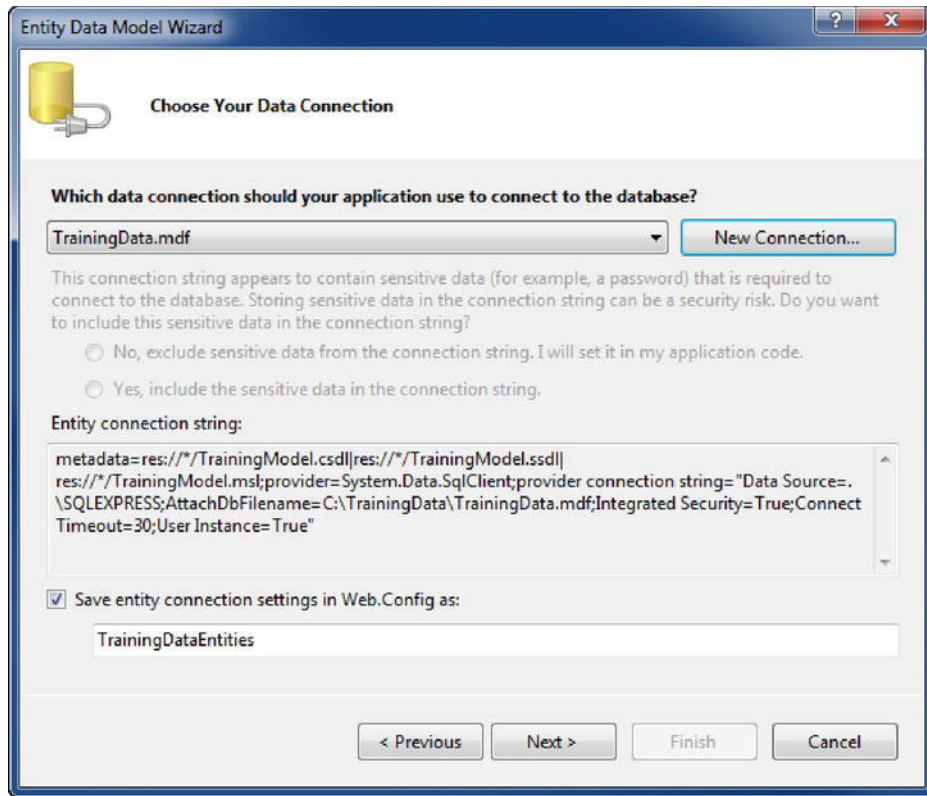 Entity Data Model Wizard
?
Choose Your Data Connection
Which data connection should your application use to connect to the database?
TrainingData.mdf
New Connection...
This connection string appears to contain sensitive data (for example, a password) that is required to
connect to the database. Storing sensitive data in the connection string can be a security risk. Do you want
to include this sensitive data in the connection string?
No, exclude sensitive data from the connection string. I will set it in my application code.
Yes, include the sensitive data in the connection string.
Entity connection string:
metadata=res://*/TrainingModel.csdl|res://*/TrainingModel.ssdl|
res://*/TrainingModel.msl;provider=System.Data.SqlClient;provider connection string="Data Source=.
\SQLEXPRESS;AttachDbFilename=C:\TrainingData\TrainingData.mdf;Integrated Security=True;Connect
Timeout=30;User Instance=True"
Save entity connection settings in Web.Config as:
TrainingDataEntities
< Previous
Next >
Finish
Cancel